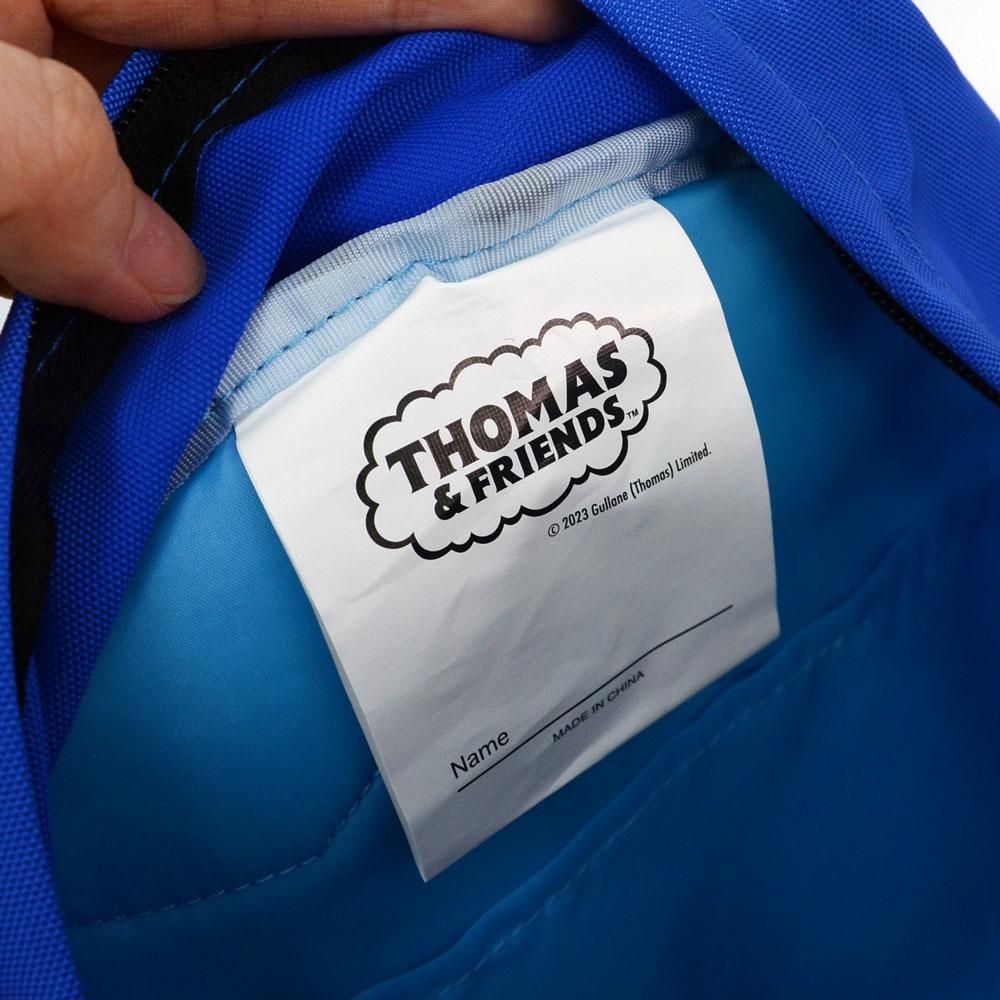 THOMAS
& FRIENDS™
© 2023 Gullane (Thomas) Limited.
Name
MADE IN CHINA